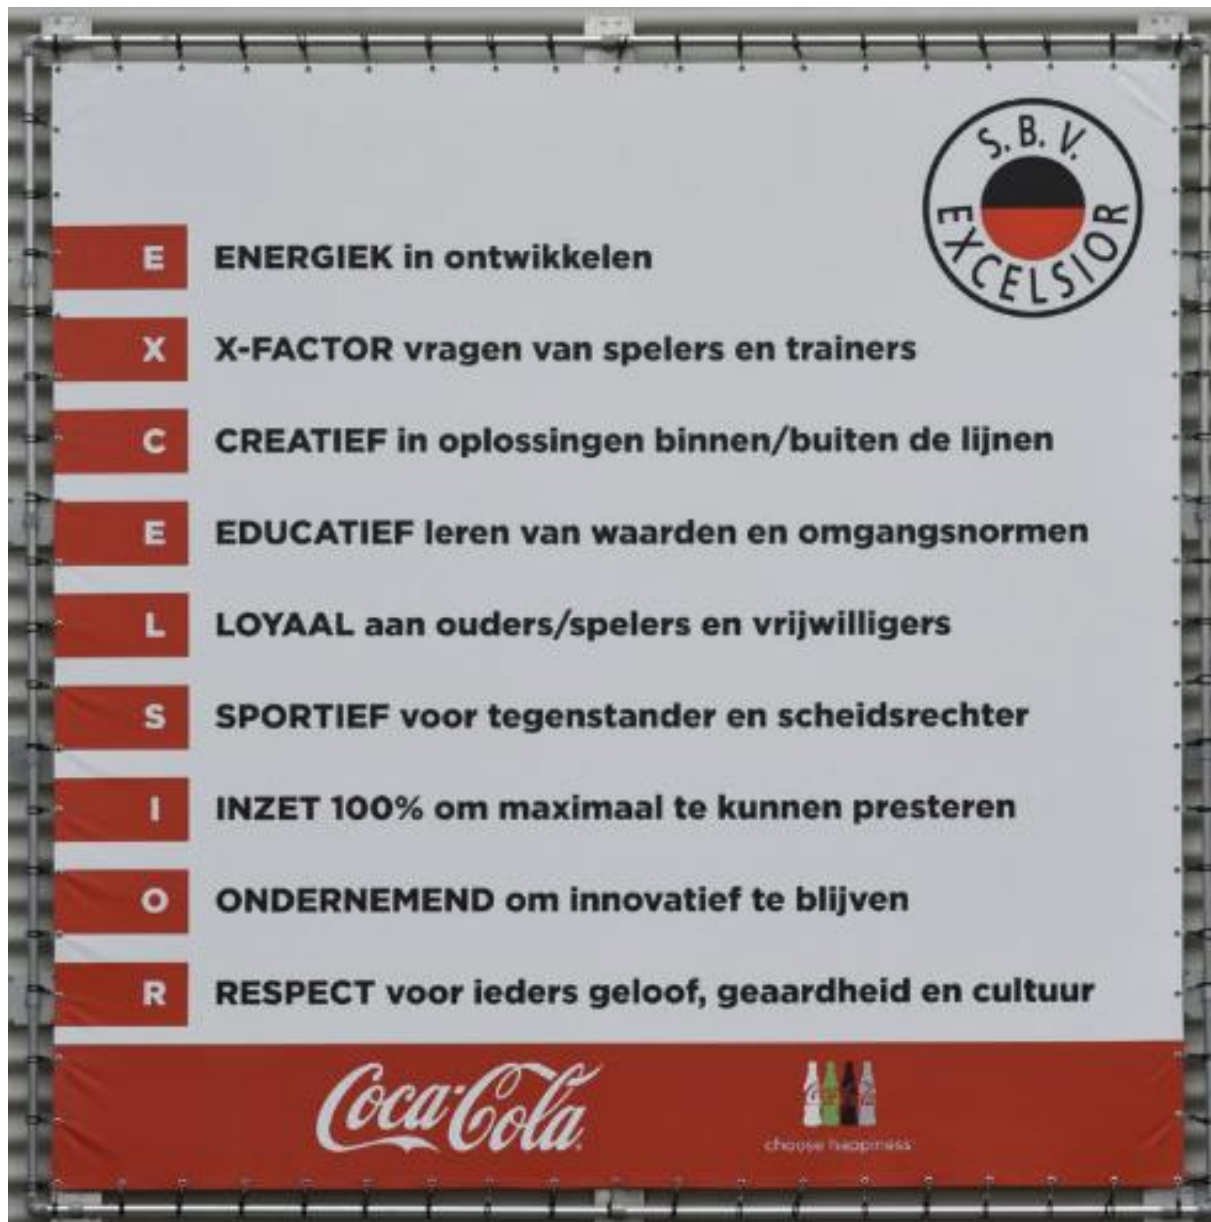 S. B. V.
EXCELSIOR
E ENERGIEK in ontwikkelen
X X-FACTOR vragen van spelers en trainers
C CREATIEF in oplossingen binnen/buiten de lijnen
E EDUCATIEF leren van waarden en omgangsnormen
L LOYAAL aan ouders/spelers en vrijwilligers
S SPORTIEF voor tegenstander en scheidsrechter
I INZET 100% om maximaal te kunnen presteren
O ONDERNEMEND om innovatief te blijven
R RESPECT voor ieders geloof, geaardheid en cultuur
Coca-Cola
choose happiness